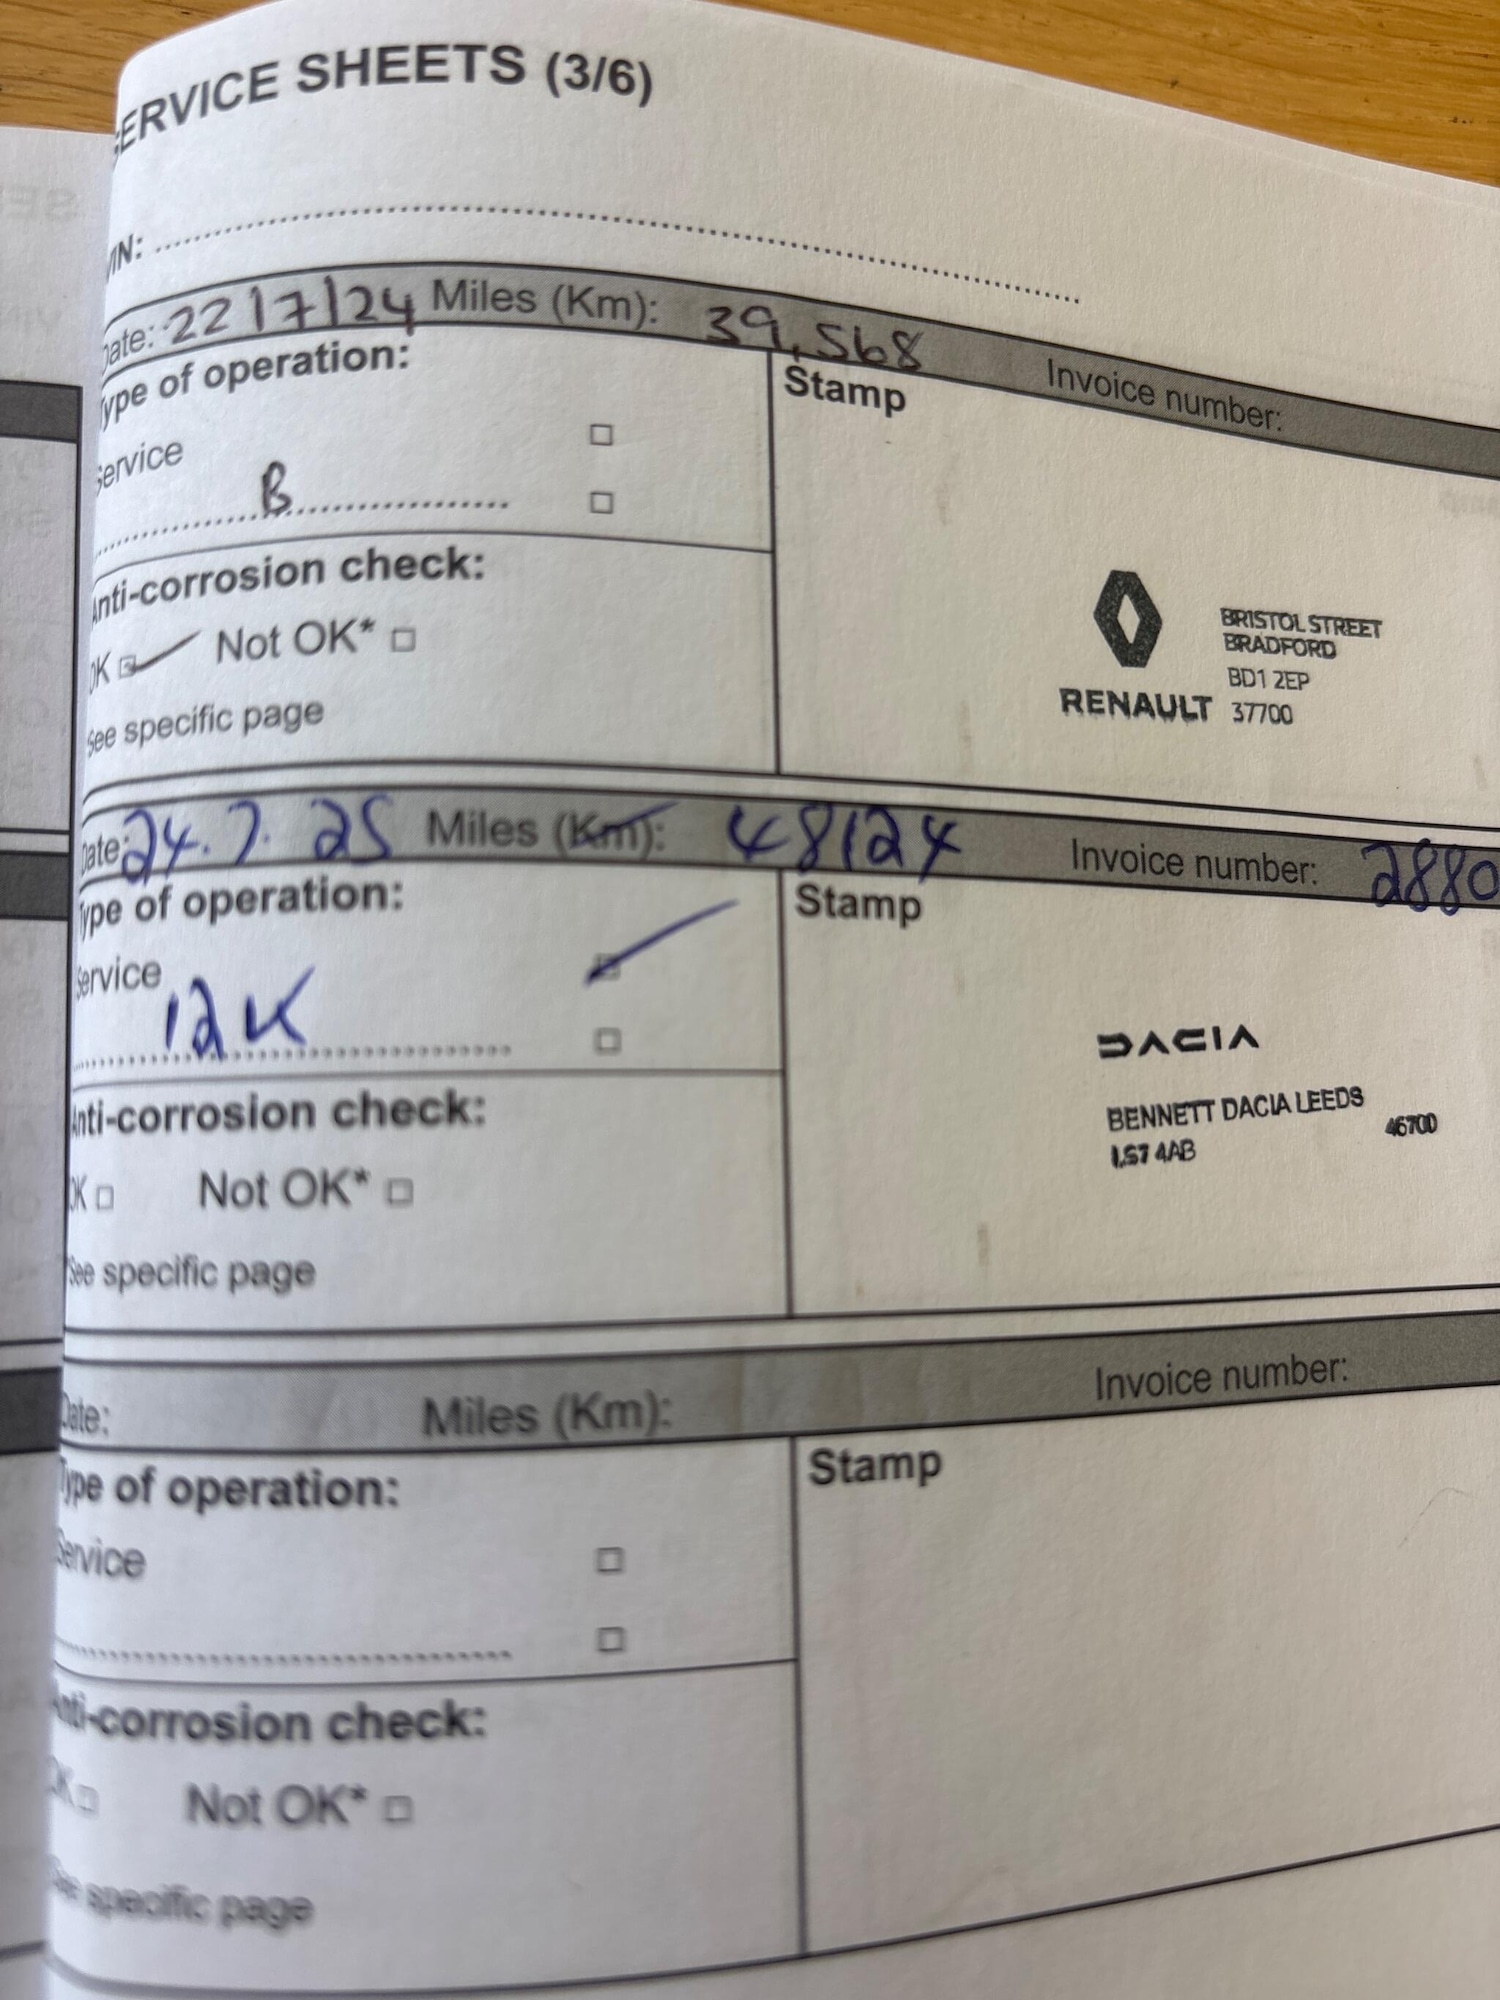 SERVICE SHEETS (3/6)
VIN:
Date: 22/7/24 Miles (Km): 39,568 Invoice number:
Type of operation:
Service
B
Anti-corrosion check:
OK Not OK*
See specific page
Stamp
RENAULT
BRISTOL STREET
BRADFORD
BD1 2EP
37700
Date: 24.7.25 Miles (Km): 48124 Invoice number: 2880
Type of operation:
Service
12K
Anti-corrosion check:
OK Not OK*
*See specific page
Stamp
DACIA
BENNETT DACIA LEEDS
46700
LS7 4AB
Date: Miles (Km): Invoice number:
Type of operation:
Service
Anti-corrosion check:
OK Not OK*
See specific page
Stamp